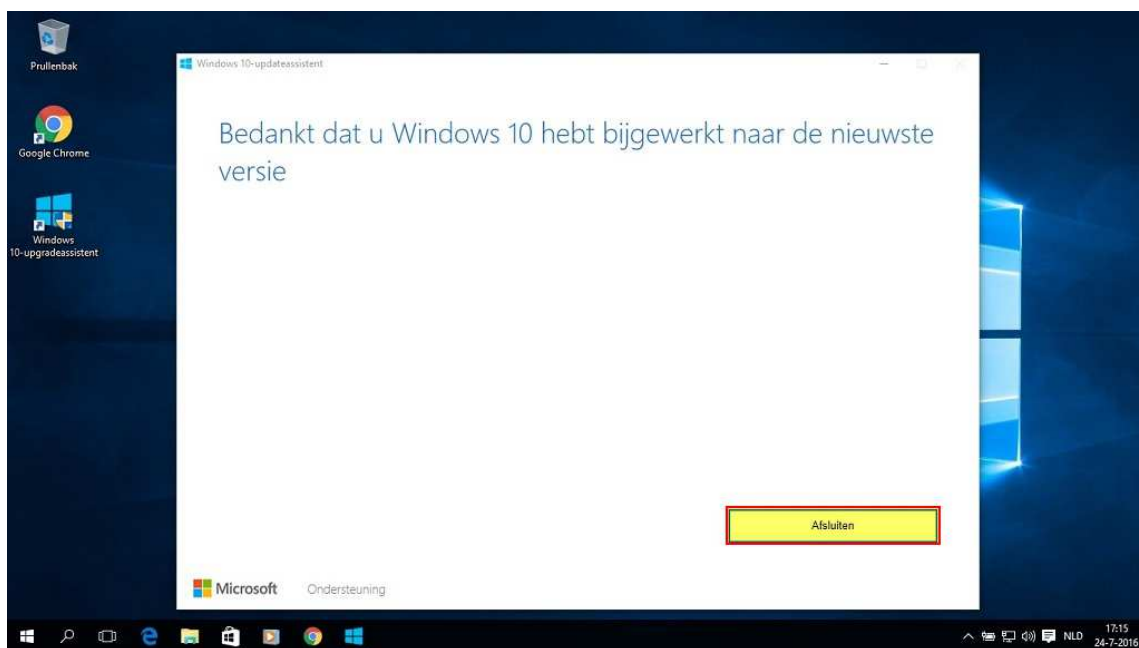 Prullenbak
Google Chrome
Windows
10-upgradeassistent
Windows 10-updateassistent
Bedankt dat u Windows 10 hebt bijgewerkt naar de nieuwste
versie
Afsluiten
Microsoft Ondersteuning
NLD
17:15
24-7-2016